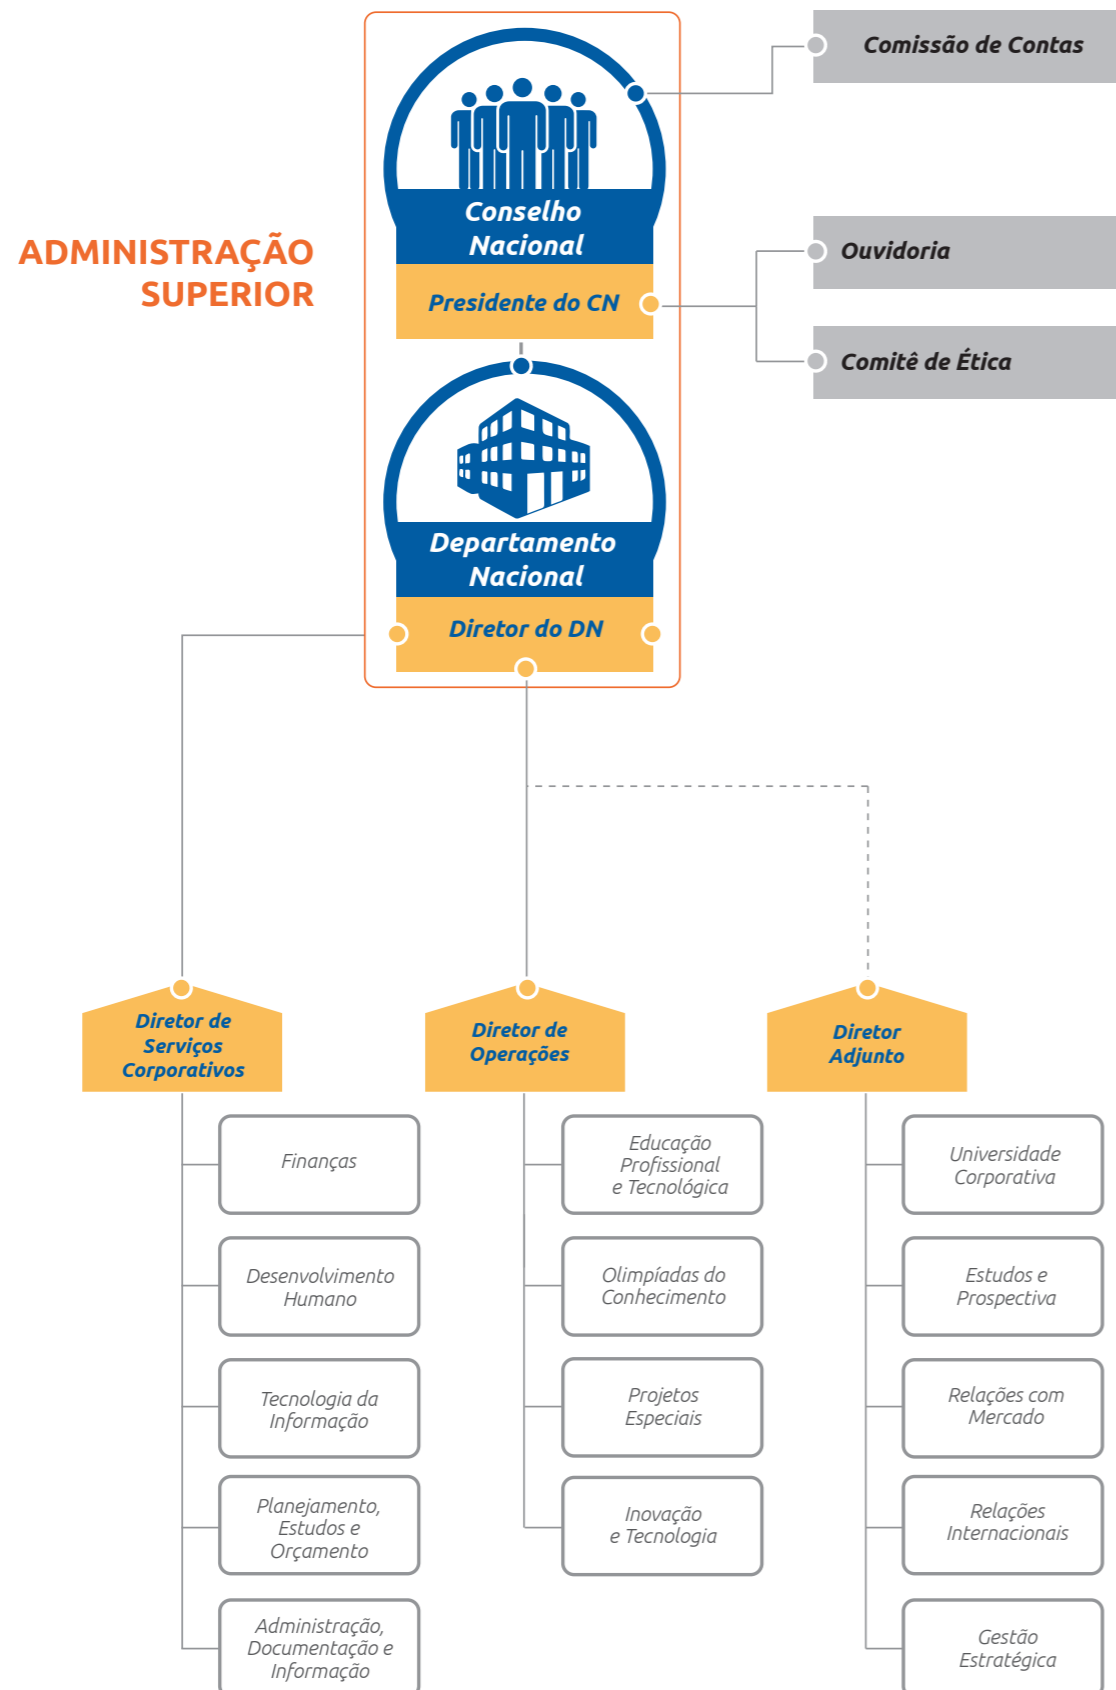 Comissão de Contas
Conselho
Nacional
ADMINISTRAÇÃO
SUPERIOR
Presidente do CN
Ouvidoria
Comitê de Ética
Departamento
Nacional
Diretor do DN
Diretor de
Serviços
Corporativos
Finanças
Desenvolvimento
Humano
Tecnologia da
Informação
Planejamento,
Estudos e
Orçamento
Administração,
Documentação e
Informação
Diretor de
Operações
Educação
Profissional
e Tecnológica
Olimpíadas do
Conhecimento
Projetos
Especiais
Inovação
e Tecnologia
Diretor
Adjunto
Universidade
Corporativa
Estudos e
Prospectiva
Relações com
Mercado
Relações
Internacionais
Gestão
Estratégica